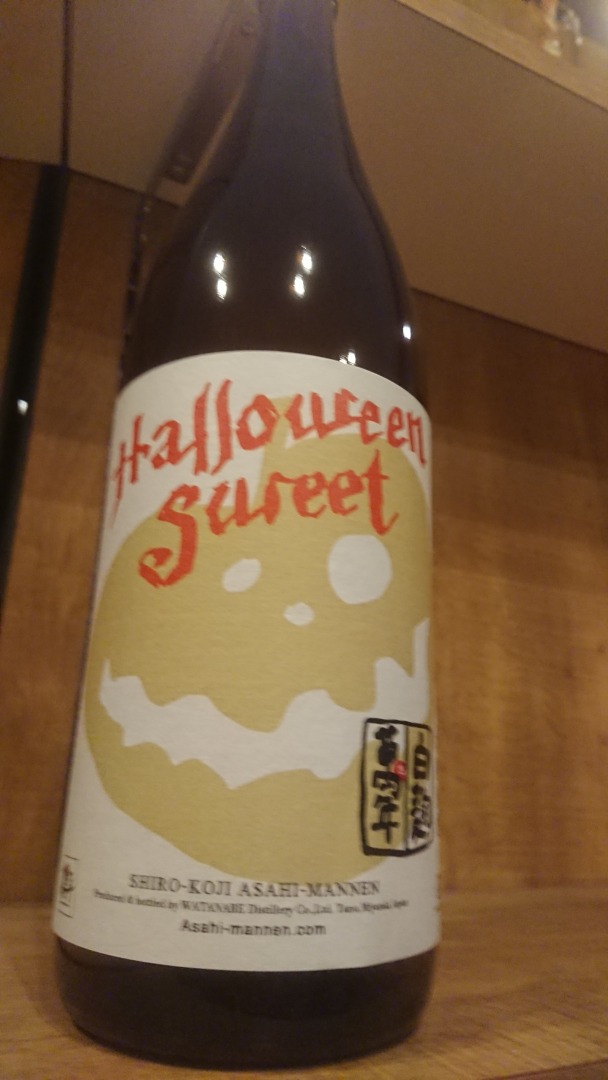 Halloween
Sweet
白麹
萬年
SHIRO-KOJI ASAHI-MANNEN
Produced & bottled by WATANABE Distillery Co.,Ltd. Tano, Miyazaki, Japan
Asahi-mannen.com